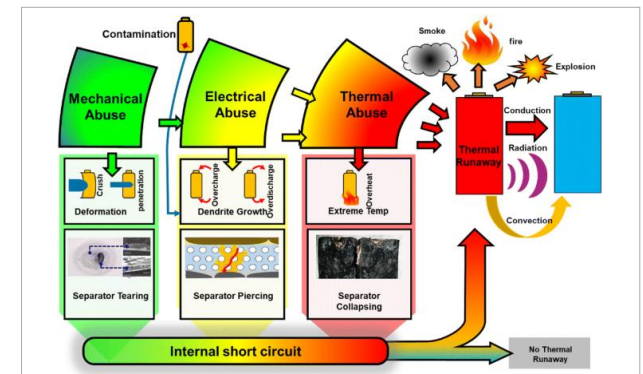 Contamination
Smoke
fire
Explosion
Mechanical
Abuse
Electrical
Abuse
Thermal
Abuse
Thermal
Runaway
Conduction
Radiation
Convection
Crush
penetration
Deformation
Overcharge
Overdischarge
Dendrite Growth
Overheat
Extreme Temp
Separator Tearing
Separator Piercing
Separator
Collapsing
Internal short circuit
No Thermal
Runaway